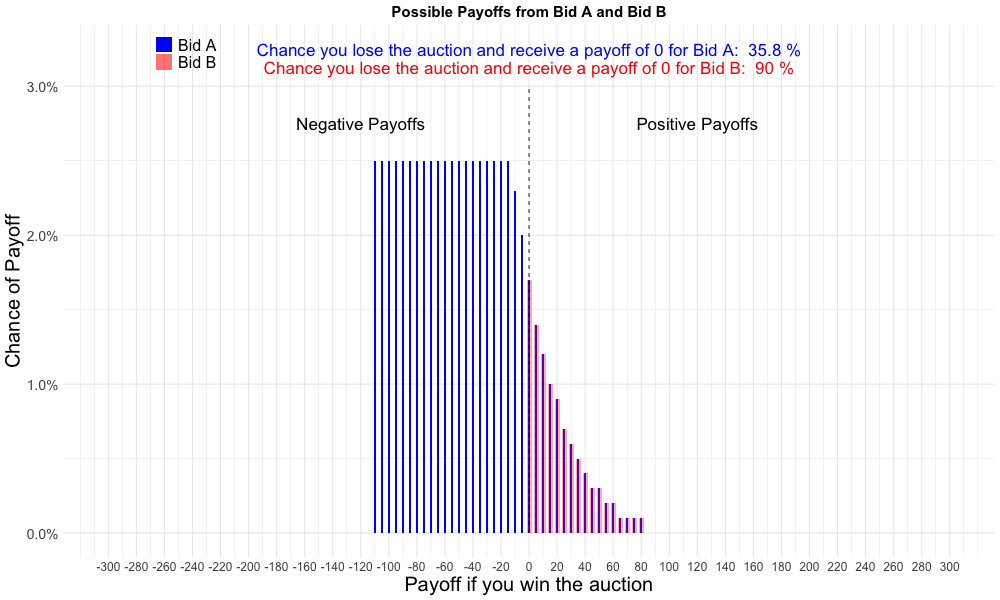 Possible Payoffs from Bid A and Bid B
Bid A
Bid B
Chance you lose the auction and receive a payoff of 0 for Bid A:  35.8 %
Chance you lose the auction and receive a payoff of 0 for Bid B:  90 %
Negative Payoffs
Positive Payoffs
Chance of Payoff
3.0%
2.0%
1.0%
0.0%
-300 -280 -260 -240 -220 -200 -180 -160 -140 -120 -100 -80 -60 -40 -20 0 20 40 60 80 100 120 140 160 180 200 220 240 260 280 300
Payoff if you win the auction